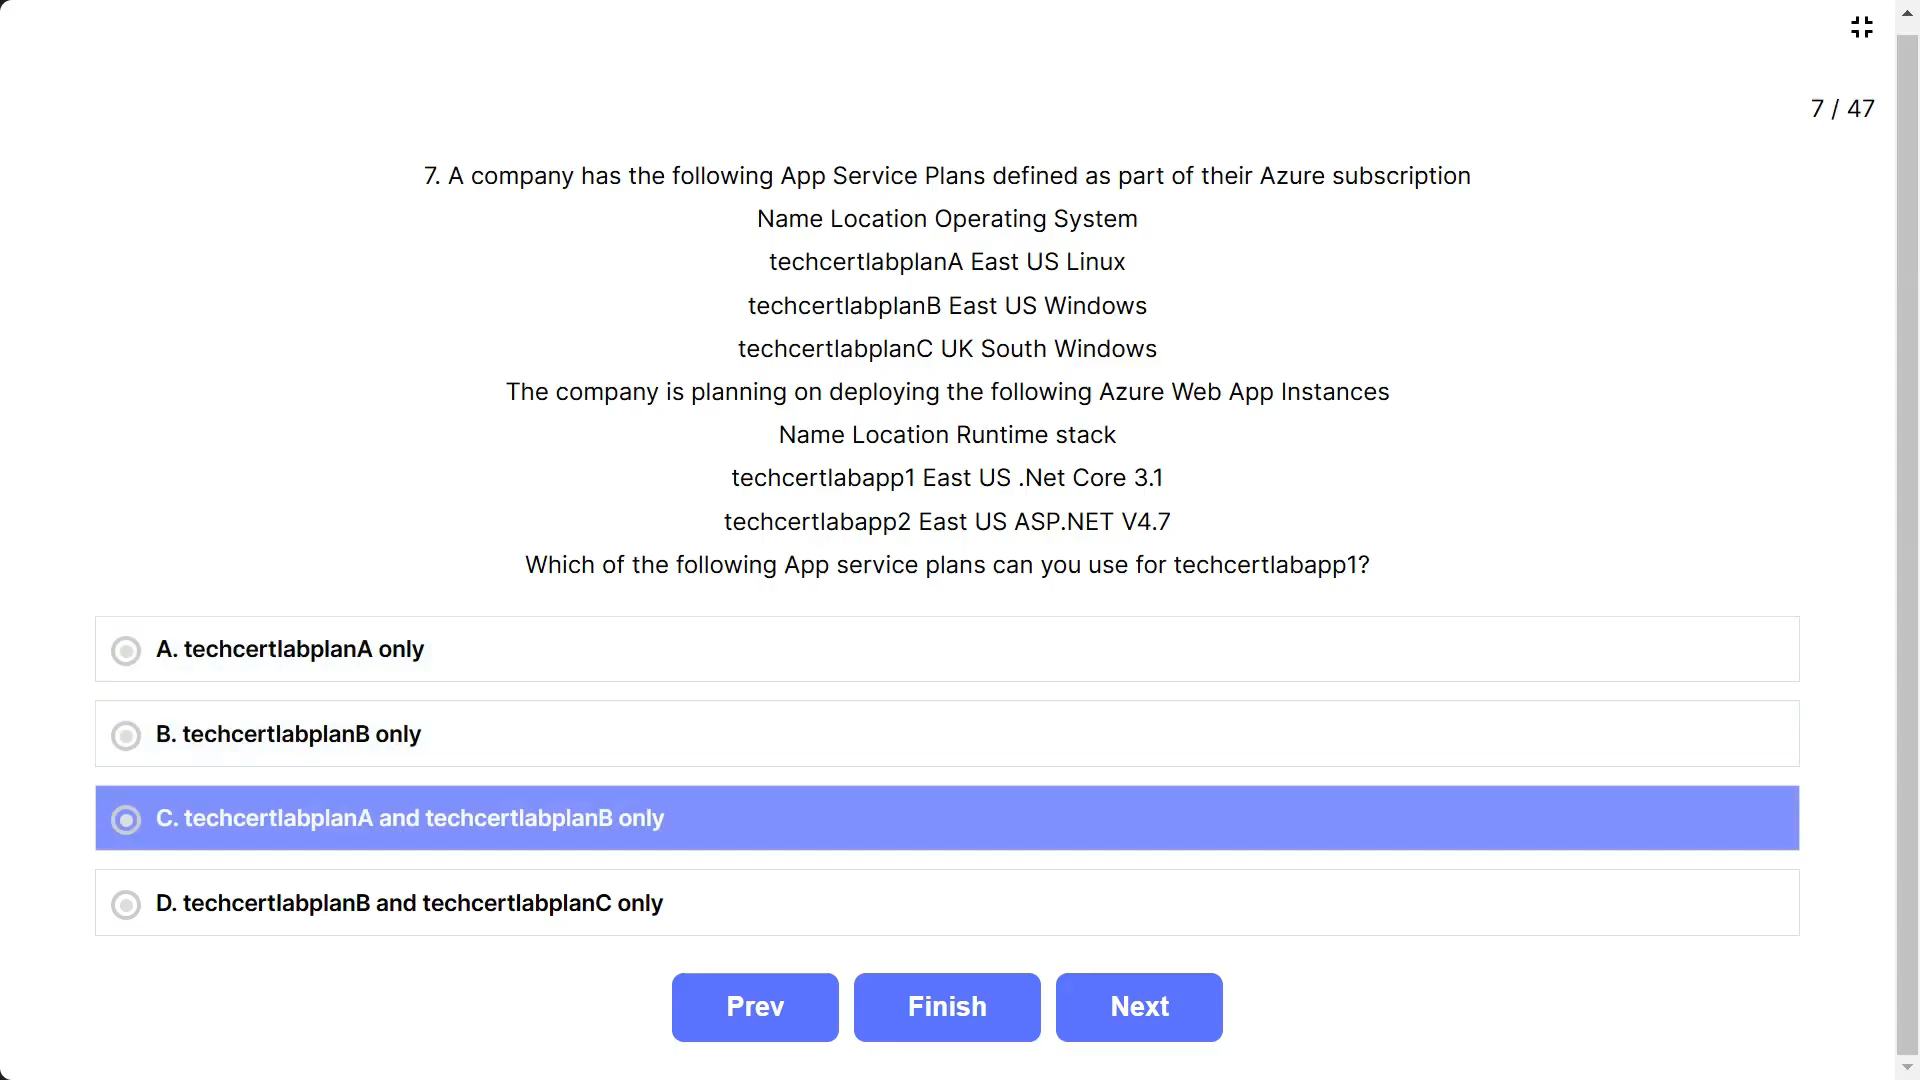 7 / 47
7. A company has the following App Service Plans defined as part of their Azure subscription
Name Location Operating System
techcertlabplanA East US Linux
techcertlabplanB East US Windows
techcertlabplanC UK South Windows
The company is planning on deploying the following Azure Web App Instances
Name Location Runtime stack
techcertlabapp1 East US .Net Core 3.1
techcertlabapp2 East US ASP.NET V4.7
Which of the following App service plans can you use for techcertlabapp1?
A. techcertlabplanA only
B. techcertlabplanB only
C. techcertlabplanA and techcertlabplanB only
D. techcertlabplanB and techcertlabplanC only
Prev Finish Next